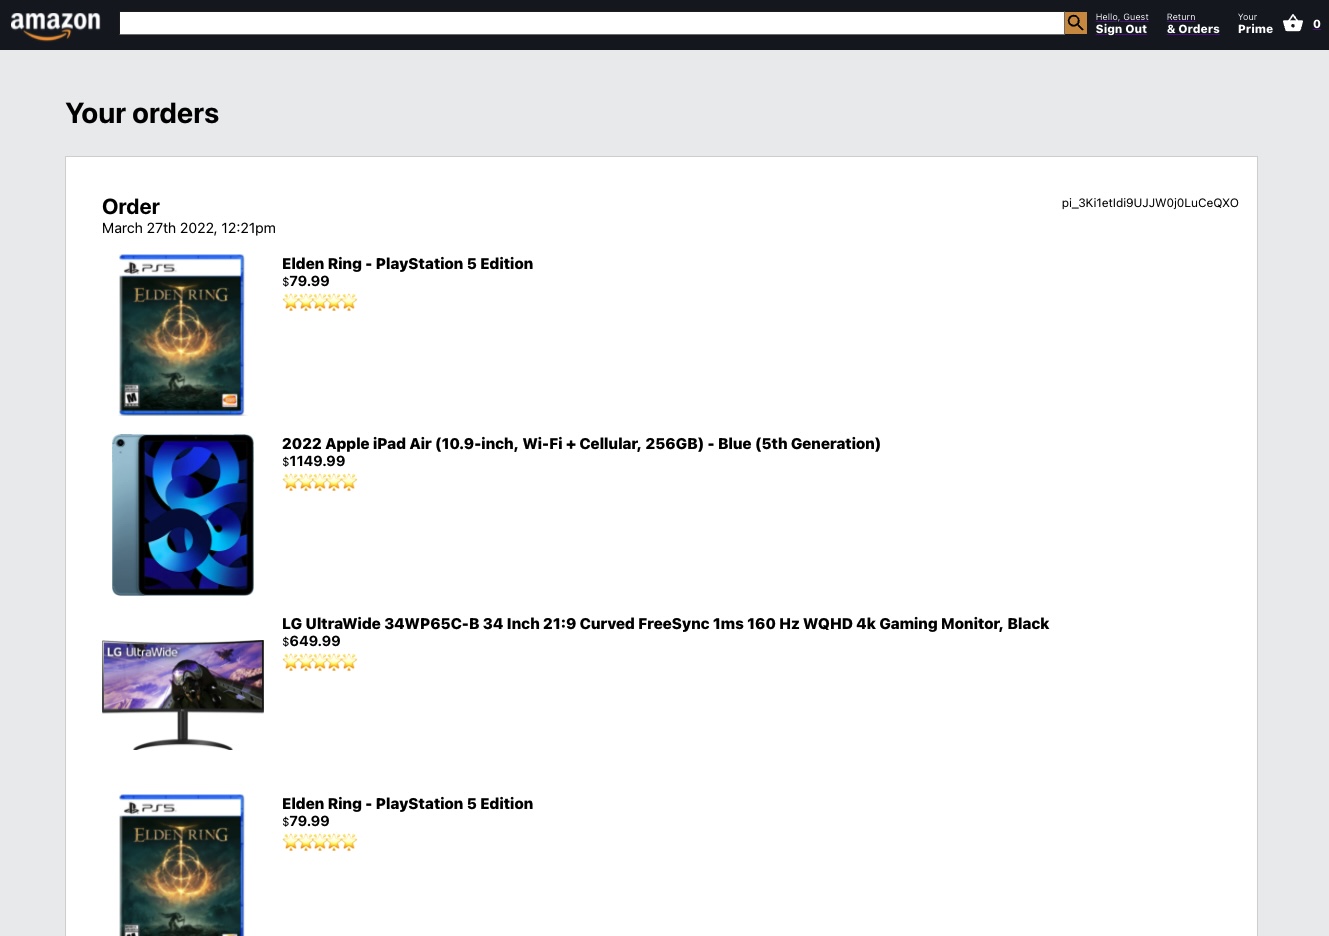 amazon
Hello, Guest
Sign Out
Return
& Orders
Your
Prime
0
Your orders
Order
pi_3Ki1etIdi9UJJW0j0LuCeQXO
March 27th 2022, 12:21pm
PS5
ELDEN RING
Elden Ring - PlayStation 5 Edition
$79.99
2022 Apple iPad Air (10.9-inch, Wi-Fi + Cellular, 256GB) - Blue (5th Generation)
$1149.99
LG UltraWide 34WP65C-B 34 Inch 21:9 Curved FreeSync 1ms 160 Hz WQHD 4k Gaming Monitor, Black
$649.99
LG UltraWide
Elden Ring - PlayStation 5 Edition
$79.99
PS5
ELDEN RING